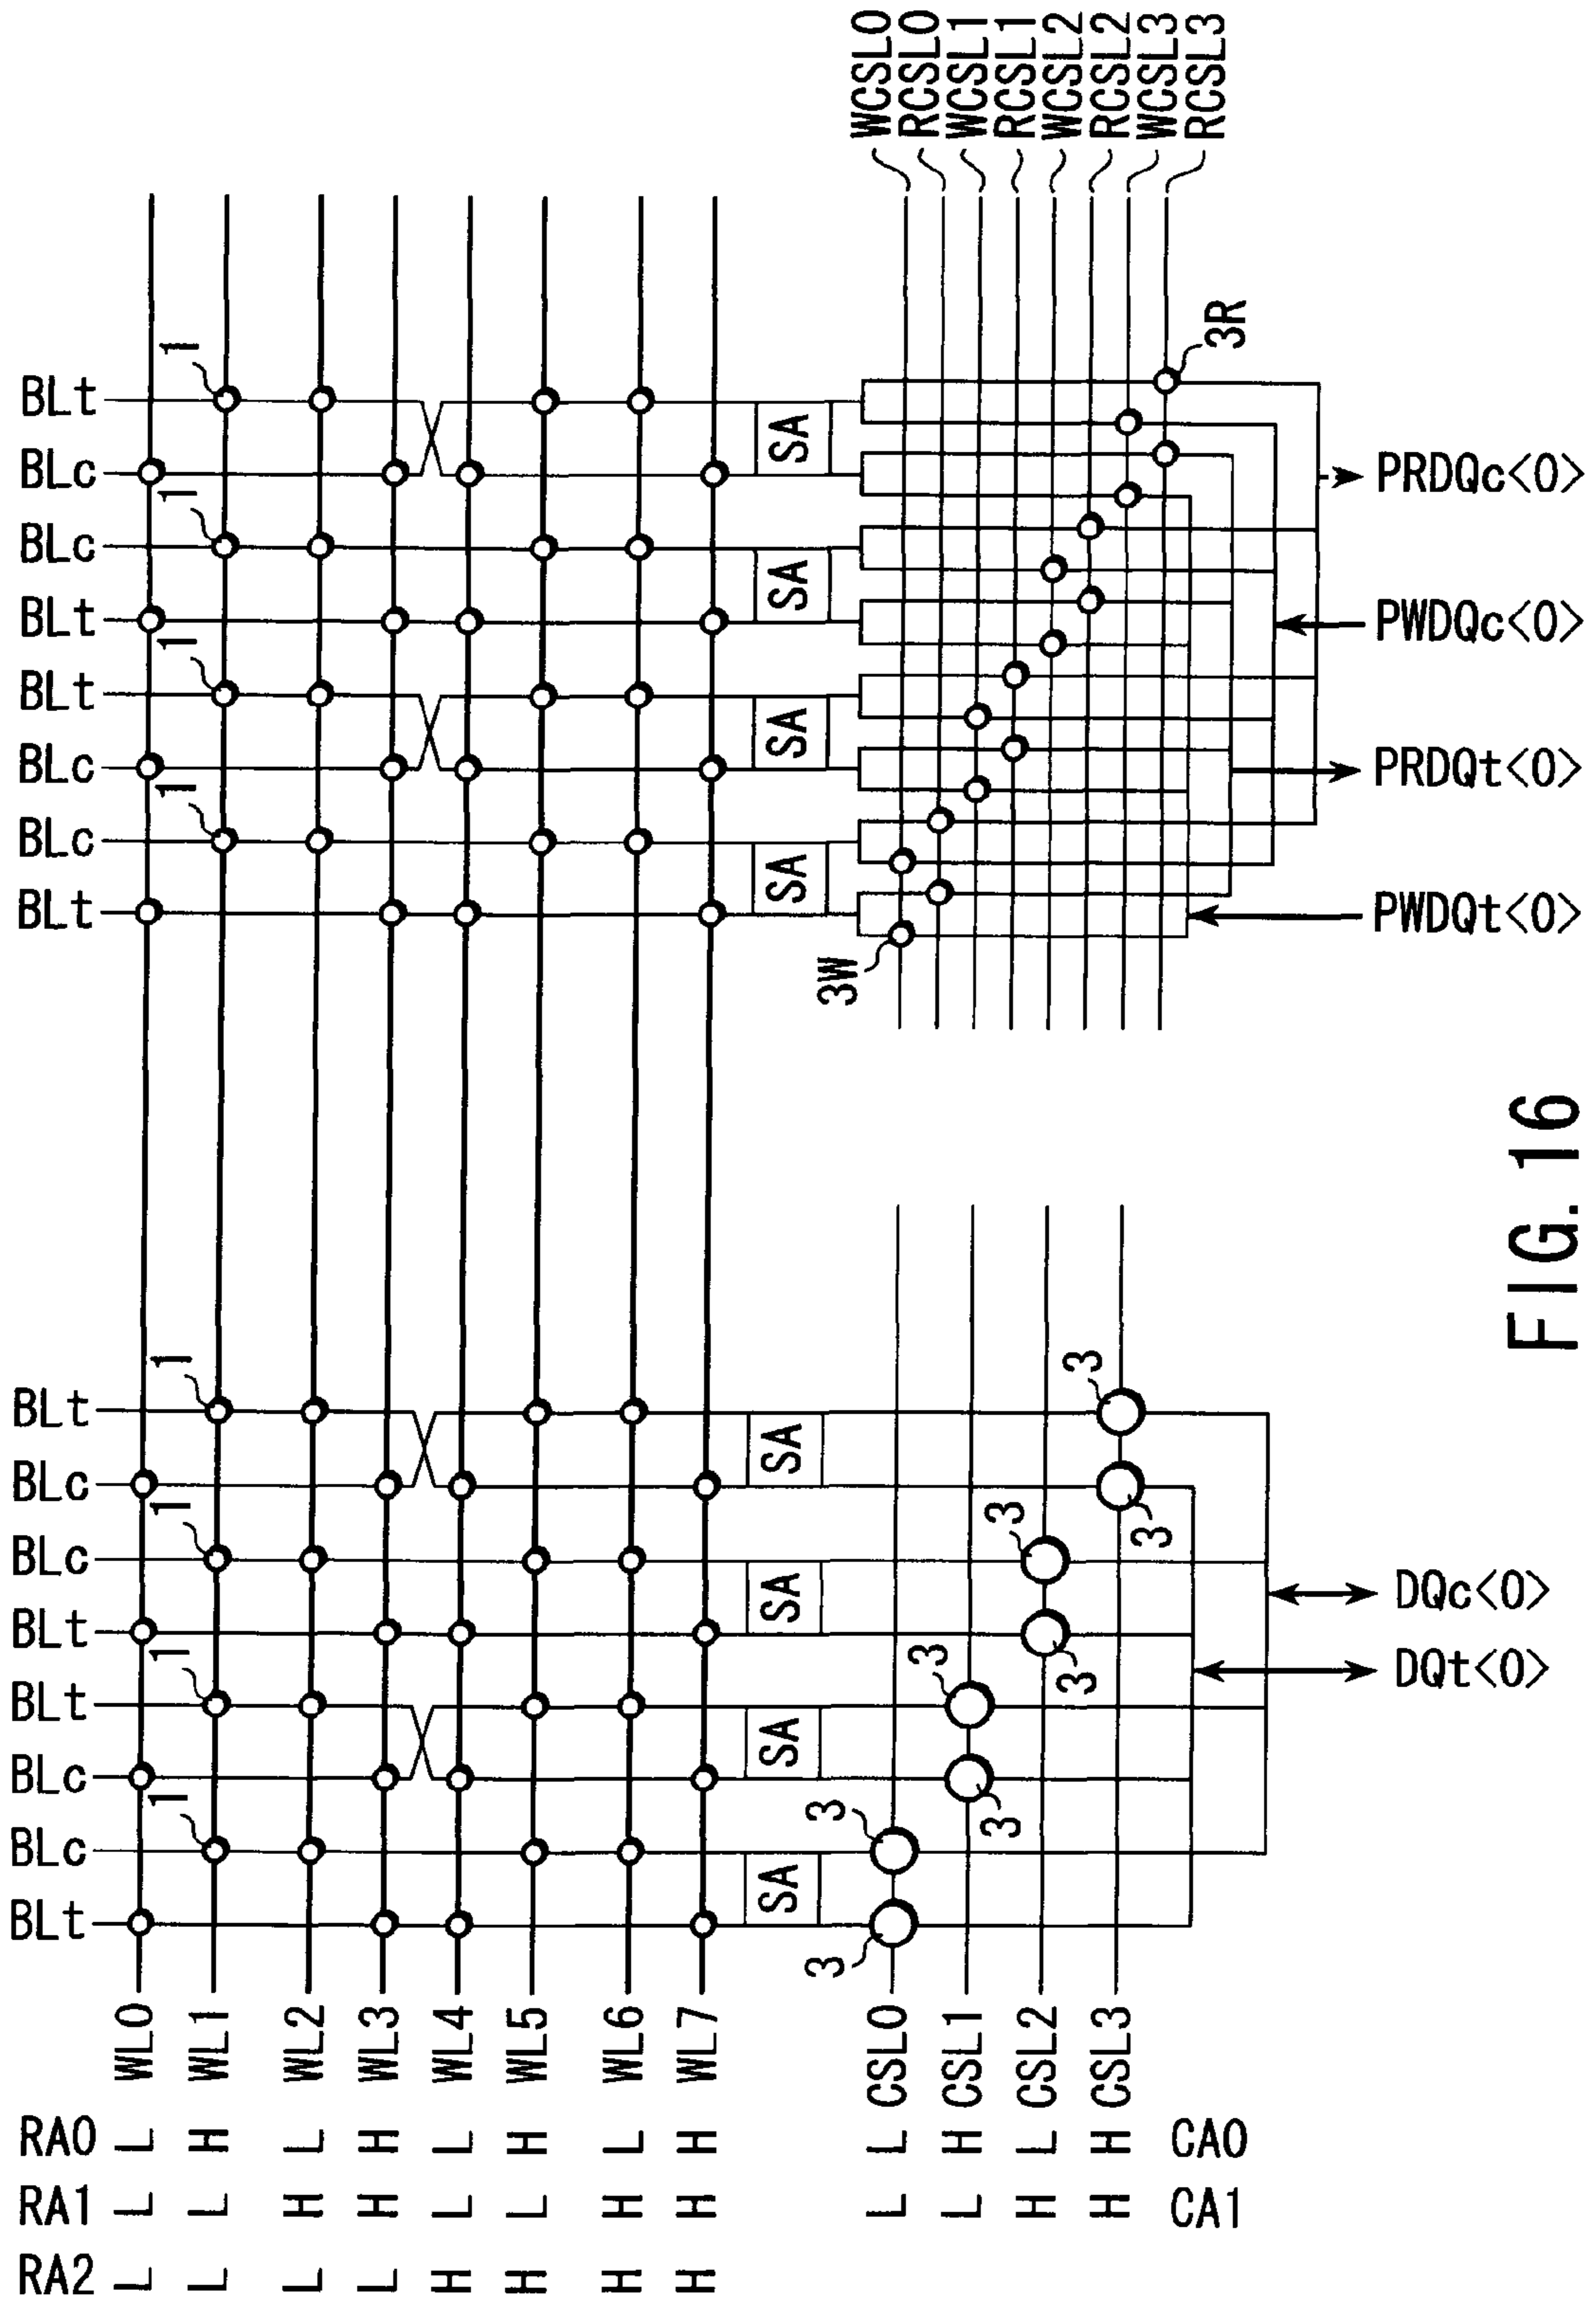 WCSL0
RCSL0
WCSL1
RCSL1
WCSL2
RCSL2
WCSL3
RCSL3
BLt
1
BLc
1
BLc
BLt
1
BLt
BLc
1
BLc
BLt
SA
SA
SA
SA
3R
3W
PRDQc<0>
PWDQc<0>
PRDQt<0>
PWDQt<0>
FIG. 16
BLt
1
BLc
1
BLc
BLt
1
BLt
BLc
1
BLc
BLt
SA
SA
SA
SA
3
3
3
3
3
3
3
3
DQc<0>
DQt<0>
WL0
WL1
WL2
WL3
WL4
WL5
WL6
WL7
CSL0
CSL1
CSL2
CSL3
RA0 L H L H L H L H L H L H CA0
RA1 L L H H L L H H L L H H CA1
RA2 L L L L H H H H